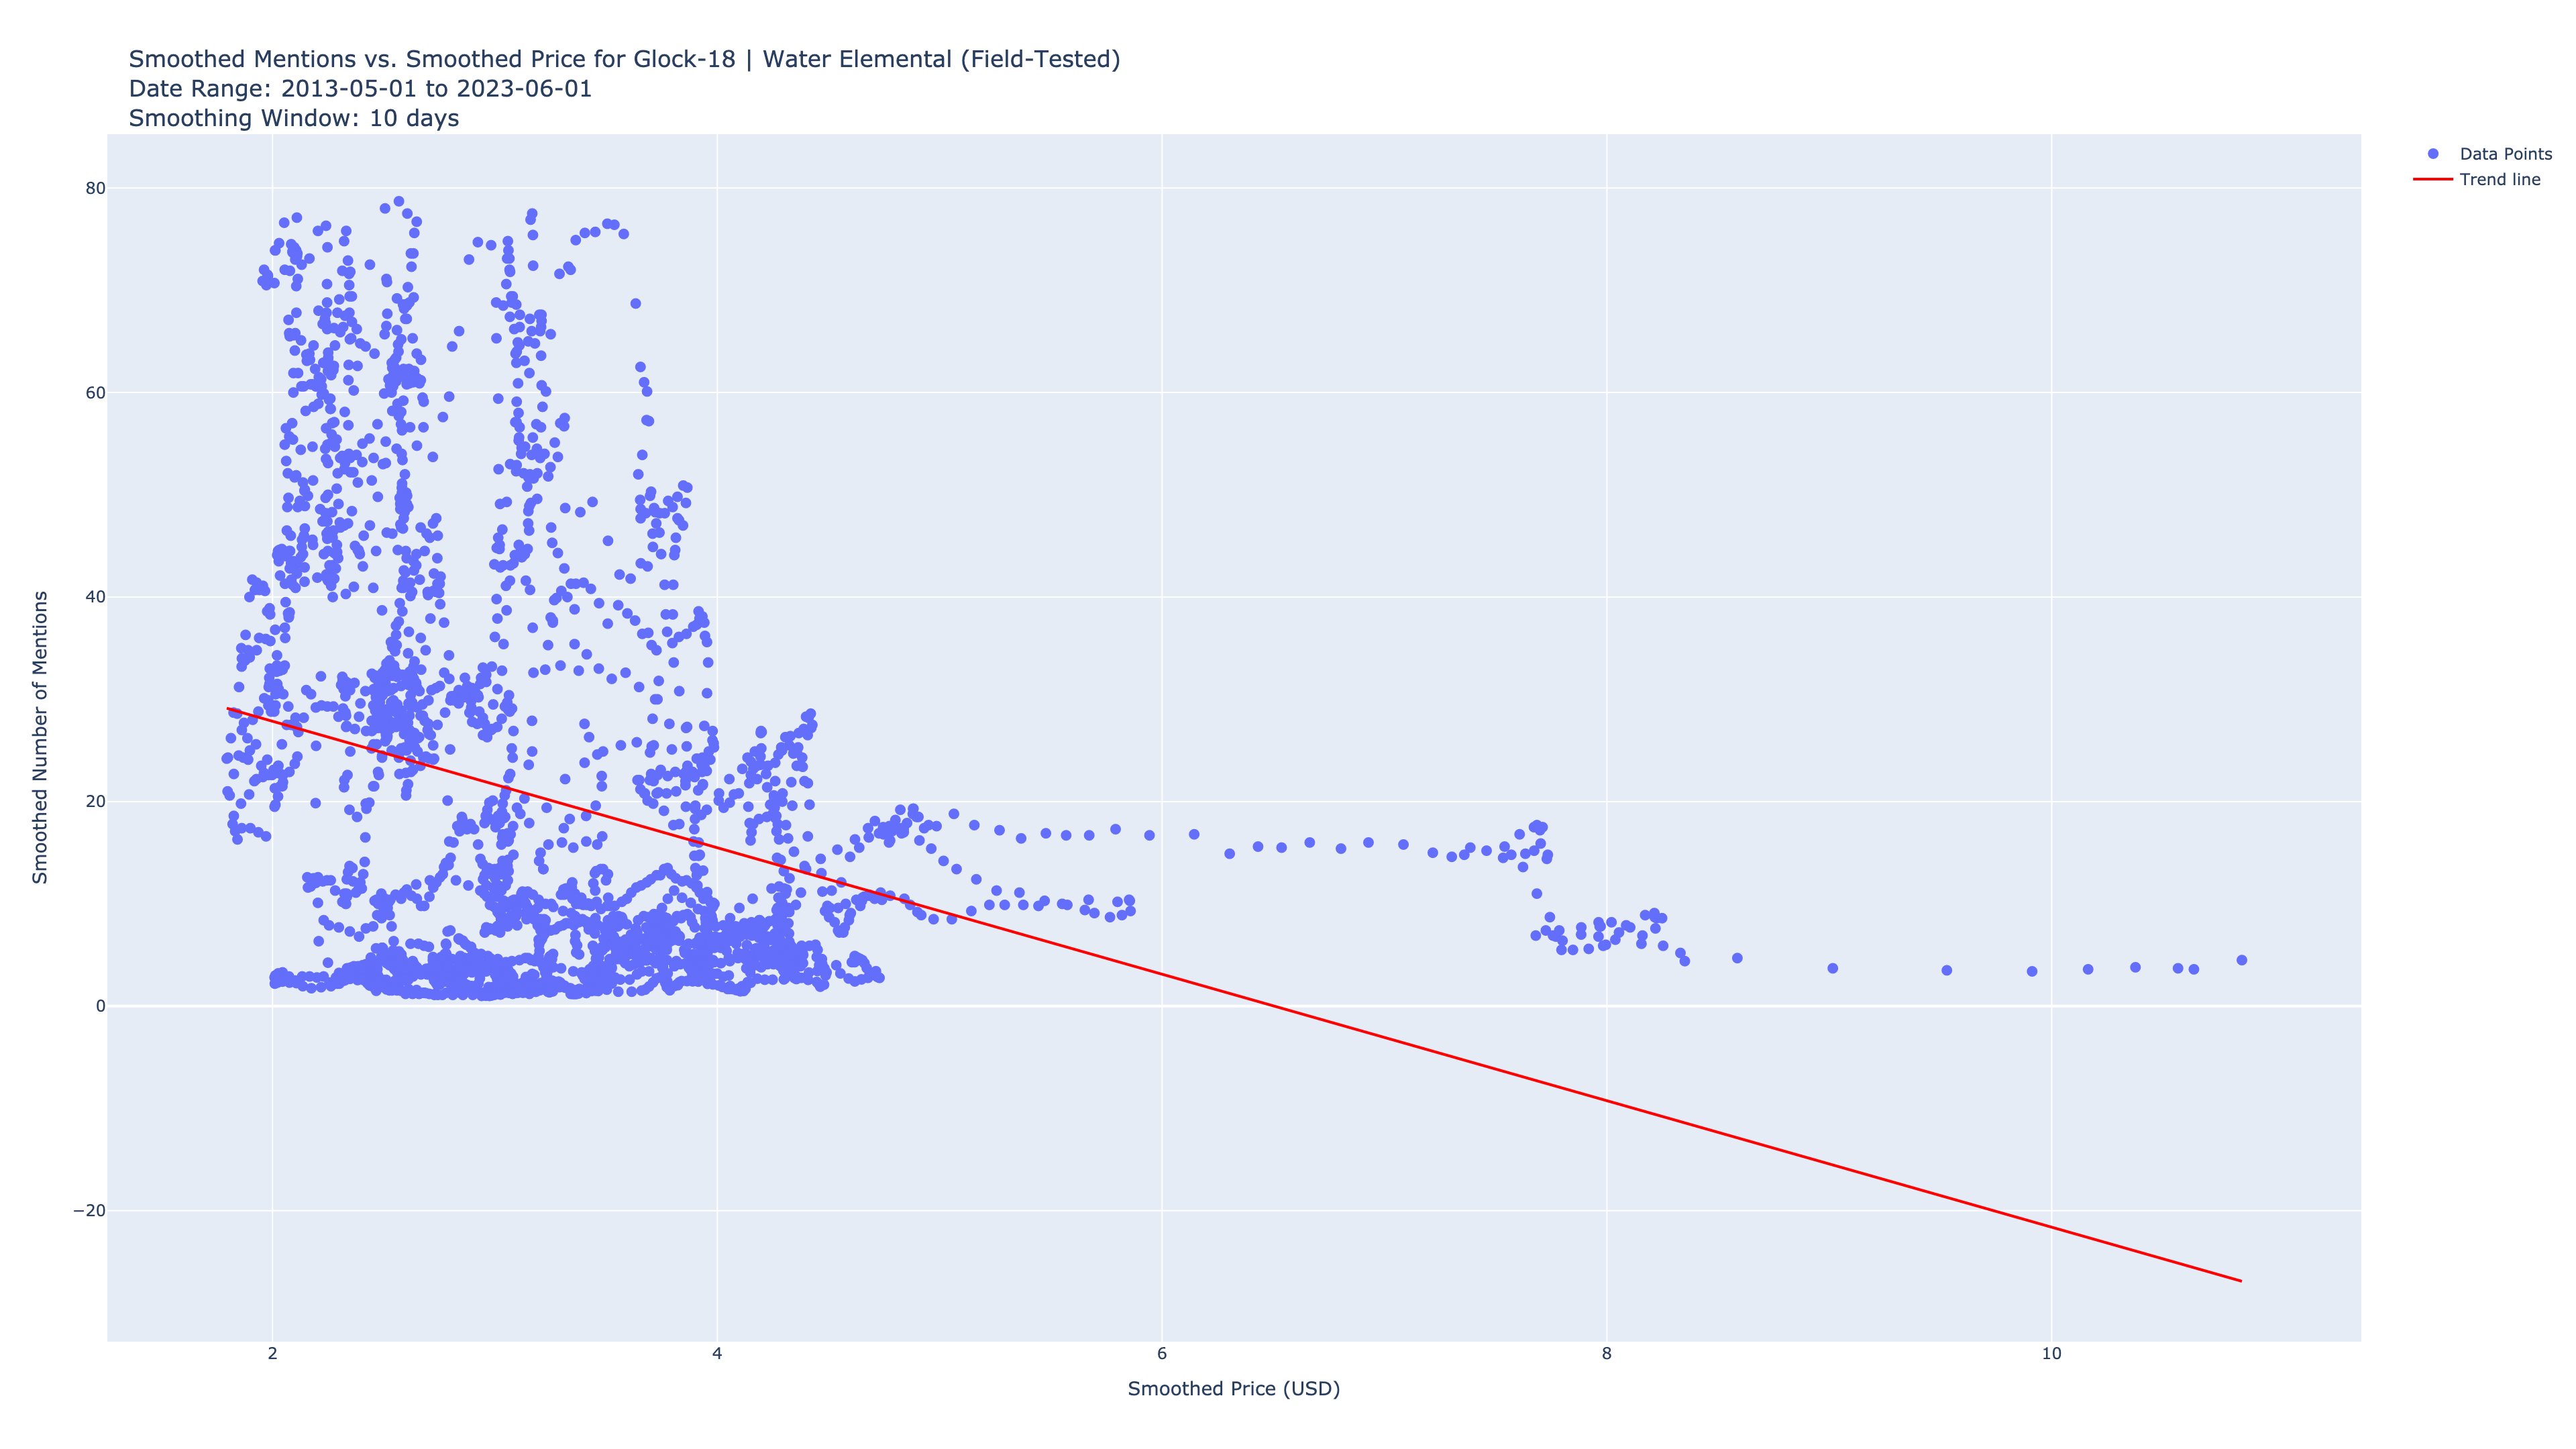 Smoothed Mentions vs. Smoothed Price for Glock-18 | Water Elemental (Field-Tested)
Date Range: 2013-05-01 to 2023-06-01
Smoothing Window: 10 days
Data Points
Trend line
80
60
40
20
0
−20
Smoothed Number of Mentions
2
4
6
8
10
Smoothed Price (USD)